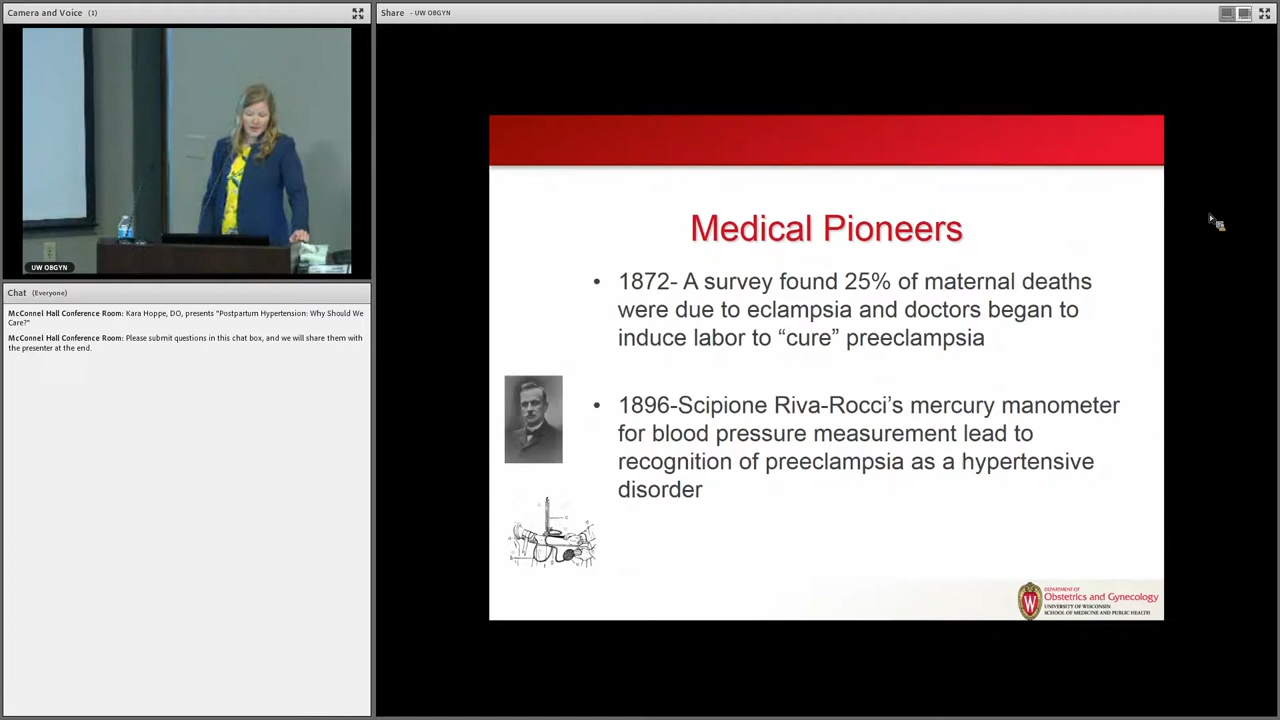 Camera and Voice (1)
UW OBGYN
Chat (Everyone)
McConnel Hall Conference Room: Kara Hoppe, DO, presents "Postpartum Hypertension: Why Should We
Care?"
McConnel Hall Conference Room: Please submit questions in this chat box, and we will share them with
the presenter at the end.
Share - UW OBGYN
Medical Pioneers
• 1872- A survey found 25% of maternal deaths
were due to eclampsia and doctors began to
induce labor to “cure” preeclampsia
• 1896-Scipione Riva-Rocci’s mercury manometer
for blood pressure measurement lead to
recognition of preeclampsia as a hypertensive
disorder
W
DEPARTMENT OF
Obstetrics and Gynecology
UNIVERSITY OF WISCONSIN
SCHOOL OF MEDICINE AND PUBLIC HEALTH